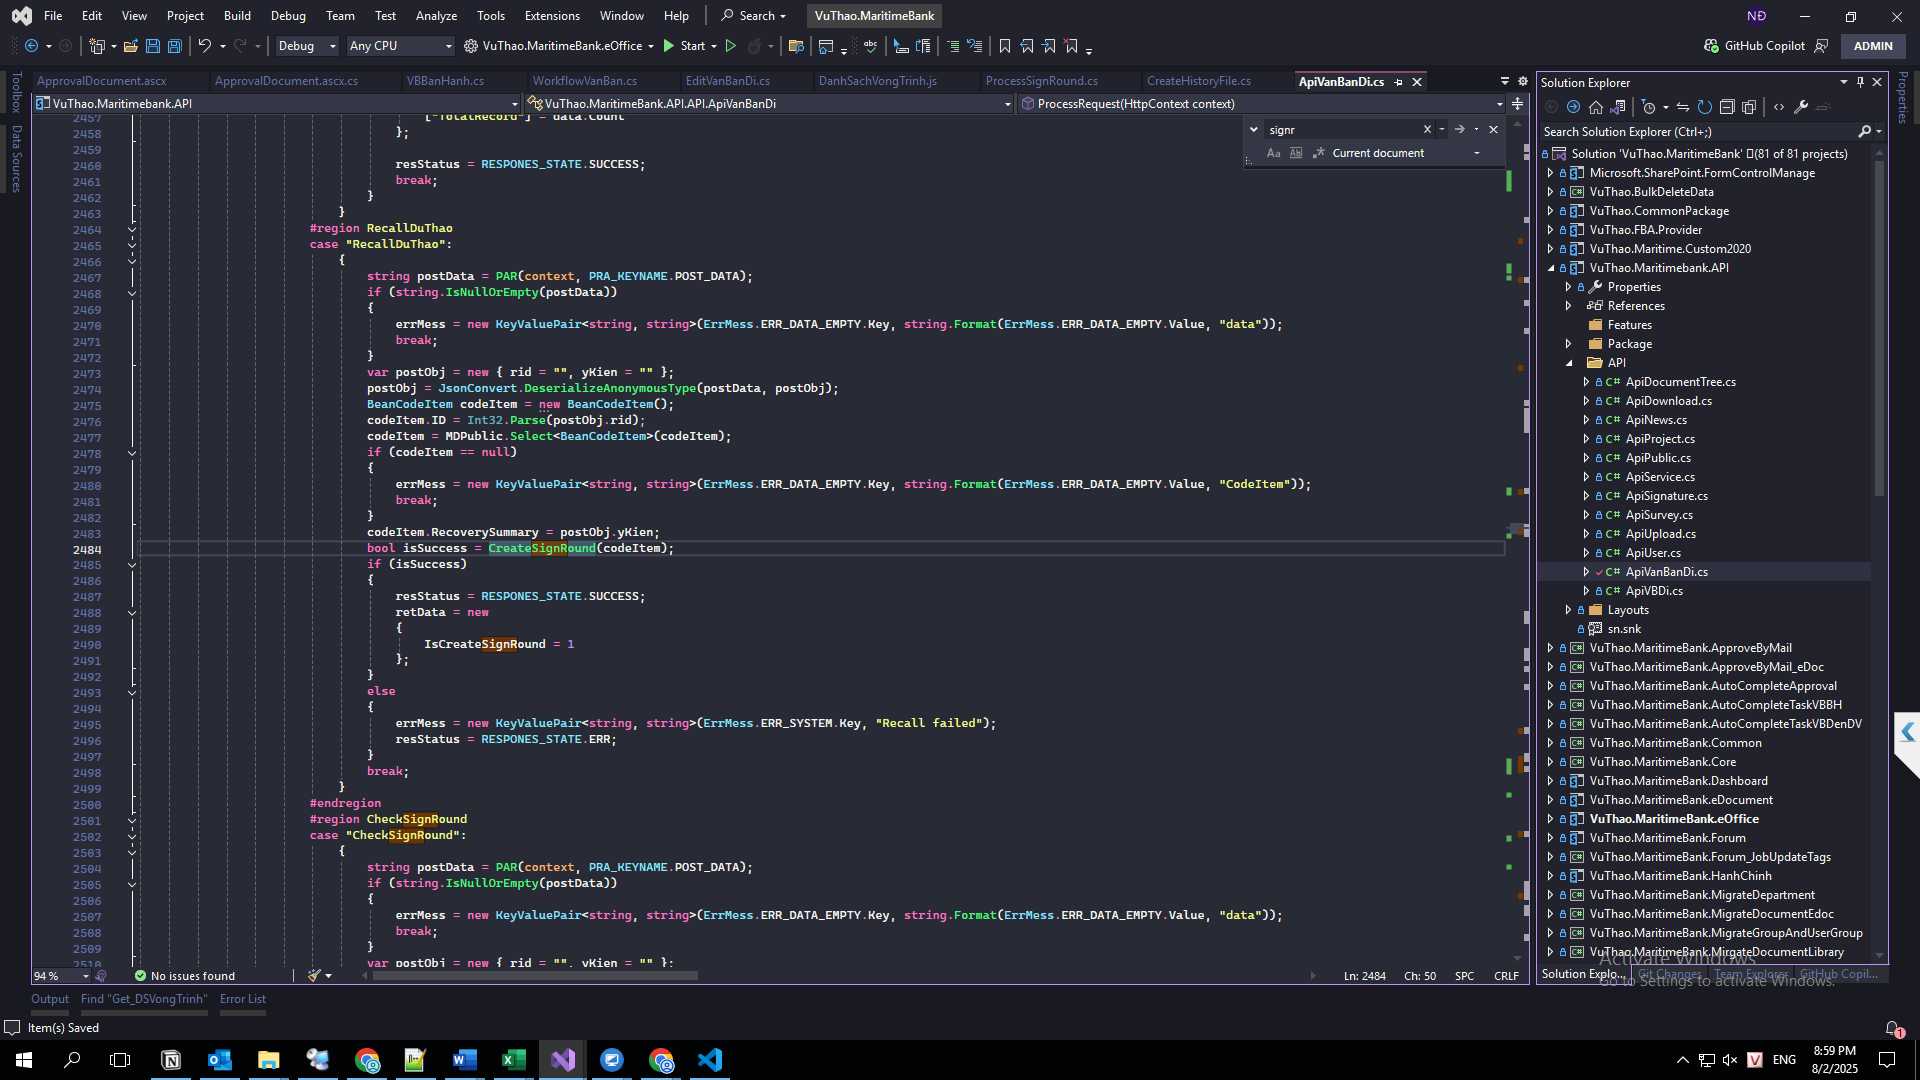 File Edit View Project Build Debug Team Test Analyze Tools Extensions Window Help Search VuThao.MaritimeBank NĐ
Debug Any CPU VuThao.MaritimeBank.eOffice Start GitHub Copilot ADMIN
Toolbox
Data Sources
ApprovalDocument.ascx ApprovalDocument.ascx.cs VBBanHanh.cs WorkflowVanBan.cs EditVanBanDi.cs DanhSachVongTrinh.js ProcessSignRound.cs CreateHistoryFile.cs ApiVanBanDi.cs
VuThao.Maritimebank.API VuThao.MaritimeBank.API.API.ApiVanBanDi ProcessRequest(HttpContext context)
signr
Aa Current document
2457 ["TotalRecord"] = data.Count
2458 };
2459
2460 resStatus = RESPONES_STATE.SUCCESS;
2461 break;
2462 }
2463 }
2464 #region RecallDuThao
2465 case "RecallDuThao":
2466 {
2467 string postData = PAR(context, PRA_KEYNAME.POST_DATA);
2468 if (string.IsNullOrEmpty(postData))
2469 {
2470 errMess = new KeyValuePair<string, string>(ErrMess.ERR_DATA_EMPTY.Key, string.Format(ErrMess.ERR_DATA_EMPTY.Value, "data"));
2471 break;
2472 }
2473 var postObj = new { rid = "", yKien = "" };
2474 postObj = JsonConvert.DeserializeAnonymousType(postData, postObj);
2475 BeanCodeItem codeItem = new BeanCodeItem();
2476 codeItem.ID = Int32.Parse(postObj.rid);
2477 codeItem = MDPublic.Select<BeanCodeItem>(codeItem);
2478 if (codeItem == null)
2479 {
2480 errMess = new KeyValuePair<string, string>(ErrMess.ERR_DATA_EMPTY.Key, string.Format(ErrMess.ERR_DATA_EMPTY.Value, "CodeItem"));
2481 break;
2482 }
2483 codeItem.RecoverySummary = postObj.yKien;
2484 bool isSuccess = CreateSignRound(codeItem);
2485 if (isSuccess)
2486 {
2487 resStatus = RESPONES_STATE.SUCCESS;
2488 retData = new
2489 {
2490 IsCreateSignRound = 1
2491 };
2492 }
2493 else
2494 {
2495 errMess = new KeyValuePair<string, string>(ErrMess.ERR_SYSTEM.Key, "Recall failed");
2496 resStatus = RESPONES_STATE.ERR;
2497 }
2498 break;
2499 }
2500 #endregion
2501 #region CheckSignRound
2502 case "CheckSignRound":
2503 {
2504 string postData = PAR(context, PRA_KEYNAME.POST_DATA);
2505 if (string.IsNullOrEmpty(postData))
2506 {
2507 errMess = new KeyValuePair<string, string>(ErrMess.ERR_DATA_EMPTY.Key, string.Format(ErrMess.ERR_DATA_EMPTY.Value, "data"));
2508 break;
2509 }
2510 var postObj = new { rid = "", yKien = "" };
94 % No issues found Ln: 2484 Ch: 50 SPC CRLF
Output Find "Get_DSVongTrinh" Error List
Item(s) Saved
Solution Explorer
Search Solution Explorer (Ctrl+;)
Solution 'VuThao.MaritimeBank' (81 of 81 projects)
Microsoft.SharePoint.FormControlManage
VuThao.BulkDeleteData
VuThao.CommonPackage
VuThao.FBA.Provider
VuThao.Maritime.Custom2020
VuThao.Maritimebank.API
Properties
References
Features
Package
API
C# ApiDocumentTree.cs
C# ApiDownload.cs
C# ApiNews.cs
C# ApiProject.cs
C# ApiPublic.cs
C# ApiService.cs
C# ApiSignature.cs
C# ApiSurvey.cs
C# ApiUpload.cs
C# ApiUser.cs
C# ApiVanBanDi.cs
C# ApiVBDi.cs
Layouts
sn.snk
VuThao.MaritimeBank.ApproveByMail
VuThao.MaritimeBank.ApproveByMail_eDoc
VuThao.MaritimeBank.AutoCompleteApproval
VuThao.MaritimeBank.AutoCompleteTaskVBBH
VuThao.MaritimeBank.AutoCompleteTaskVBDenDV
VuThao.MaritimeBank.Common
VuThao.MaritimeBank.Core
VuThao.MaritimeBank.Dashboard
VuThao.MaritimeBank.eDocument
VuThao.MaritimeBank.eOffice
VuThao.MaritimeBank.Forum
VuThao.MaritimeBank.Forum_JobUpdateTags
VuThao.MaritimeBank.HanhChinh
VuThao.MaritimeBank.MigrateDepartment
VuThao.MaritimeBank.MigrateDocumentEdoc
VuThao.MaritimeBank.MigrateGroupAndUserGroup
VuThao.MaritimeBank.MigrateDocumentLibrary
Solution Explo... Git Changes Team Explorer GitHub Copil...
Activate Windows
Go to Settings to activate Windows.
Properties
1
ENG
8:59 PM
8/2/2025